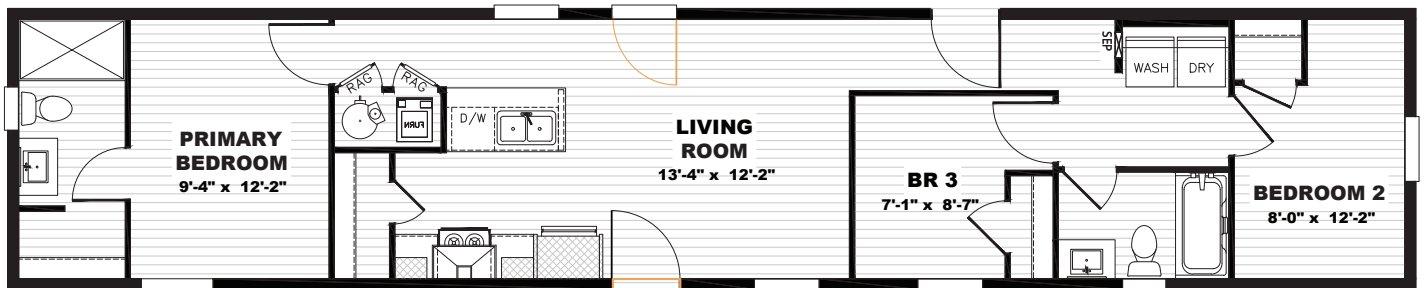 PRIMARY
BEDROOM
9'-4" x 12'-2"
RAG
RAG
FURN
D/W
LIVING
ROOM
13'-4" x 12'-2"
BR 3
7'-1" x 8'-7"
SEP
WASH
DRY
BEDROOM 2
8'-0" x 12'-2"